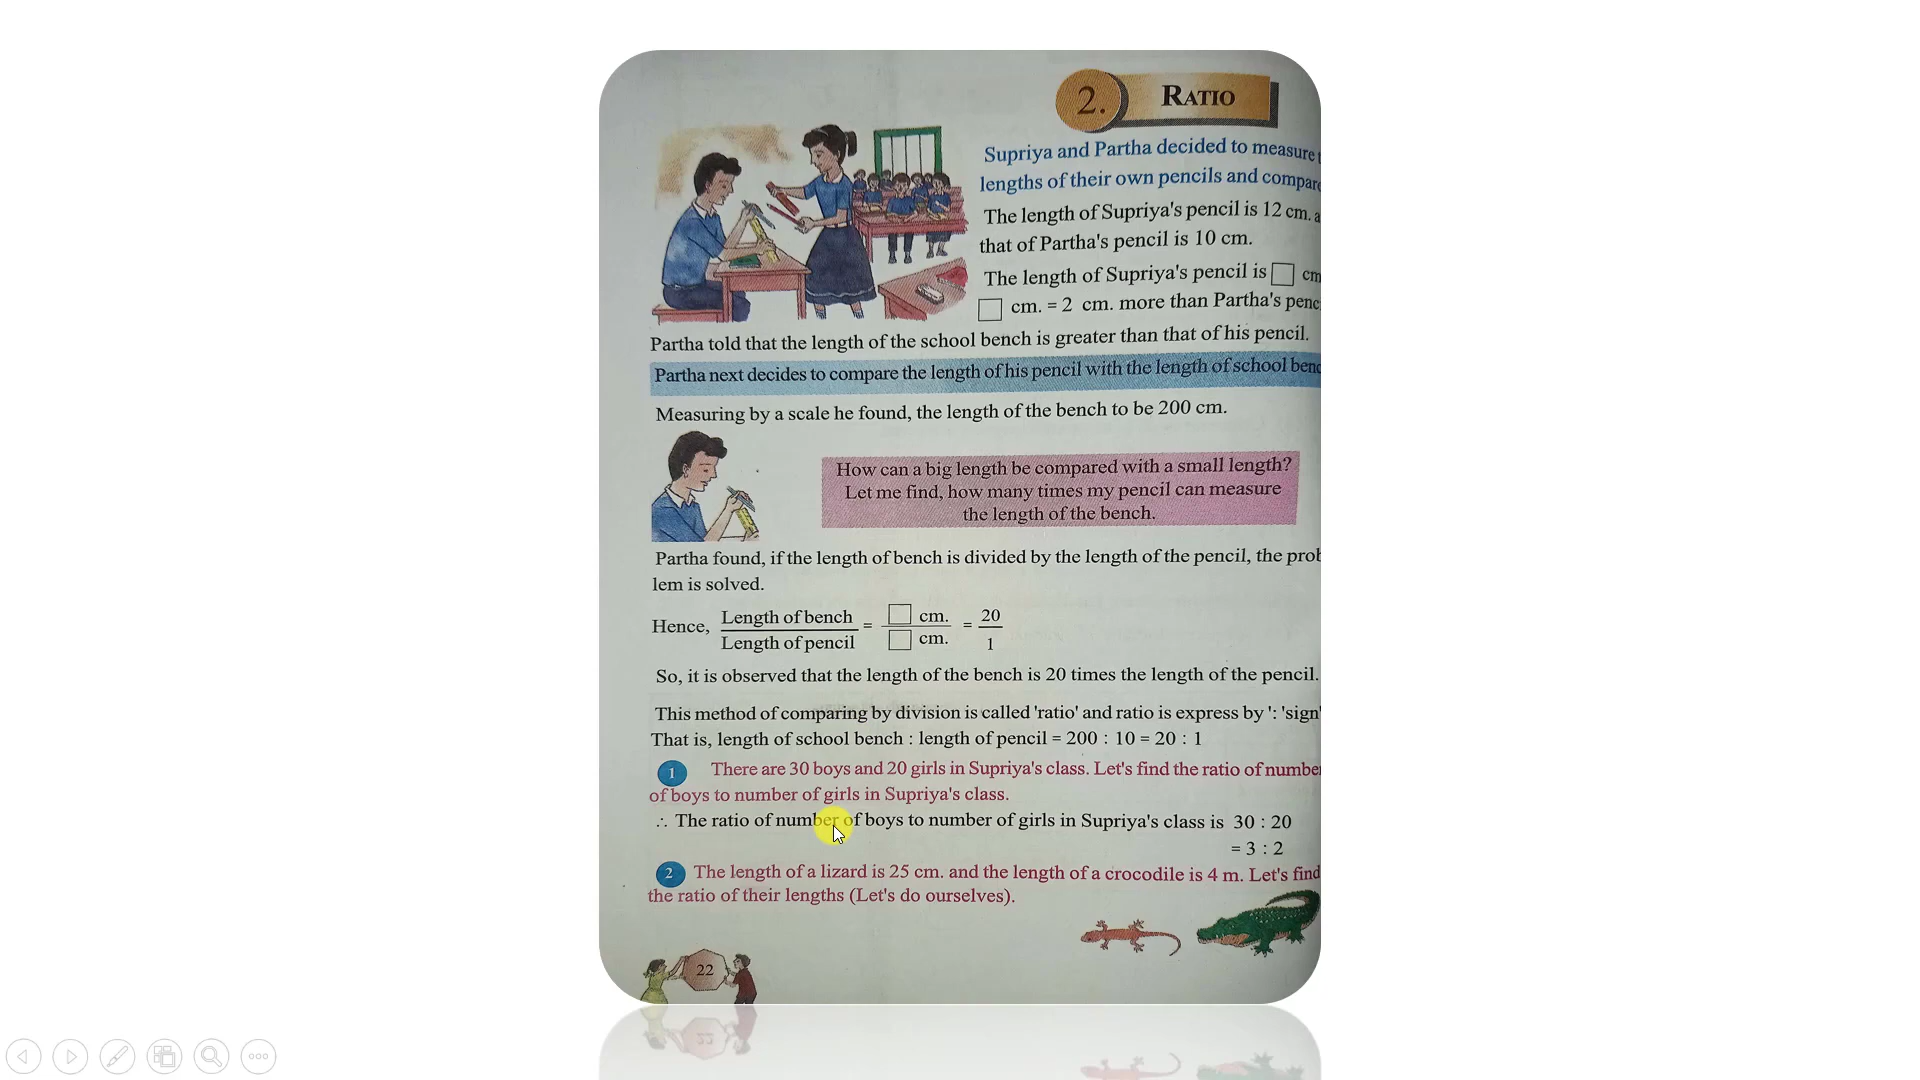 2. RATIO
Supriya and Partha decided to measure
lengths of their own pencils and compare
The length of Supriya's pencil is 12 cm.
that of Partha's pencil is 10 cm.
The length of Supriya's pencil is □ cm
□ cm. = 2 cm. more than Partha's
Partha told that the length of the school bench is greater than that of his pencil.
Partha next decides to compare the length of his pencil with the length of school
Measuring by a scale he found, the length of the bench to be 200 cm.
How can a big length be compared with a small length?
Let me find, how many times my pencil can measure
the length of the bench.
Partha found, if the length of bench is divided by the length of the pencil, the prob
lem is solved.
Hence, Length of bench / Length of pencil = □ cm. / □ cm. = 20 / 1
So, it is observed that the length of the bench is 20 times the length of the pencil.
This method of comparing by division is called 'ratio' and ratio is express by ': 'sign'
That is, length of school bench : length of pencil = 200 : 10 = 20 : 1
1 There are 30 boys and 20 girls in Supriya's class. Let's find the ratio of number
of boys to number of girls in Supriya's class.
∴ The ratio of number of boys to number of girls in Supriya's class is 30 : 20
= 3 : 2
2 The length of a lizard is 25 cm. and the length of a crocodile is 4 m. Let's find
the ratio of their lengths (Let's do ourselves).
22